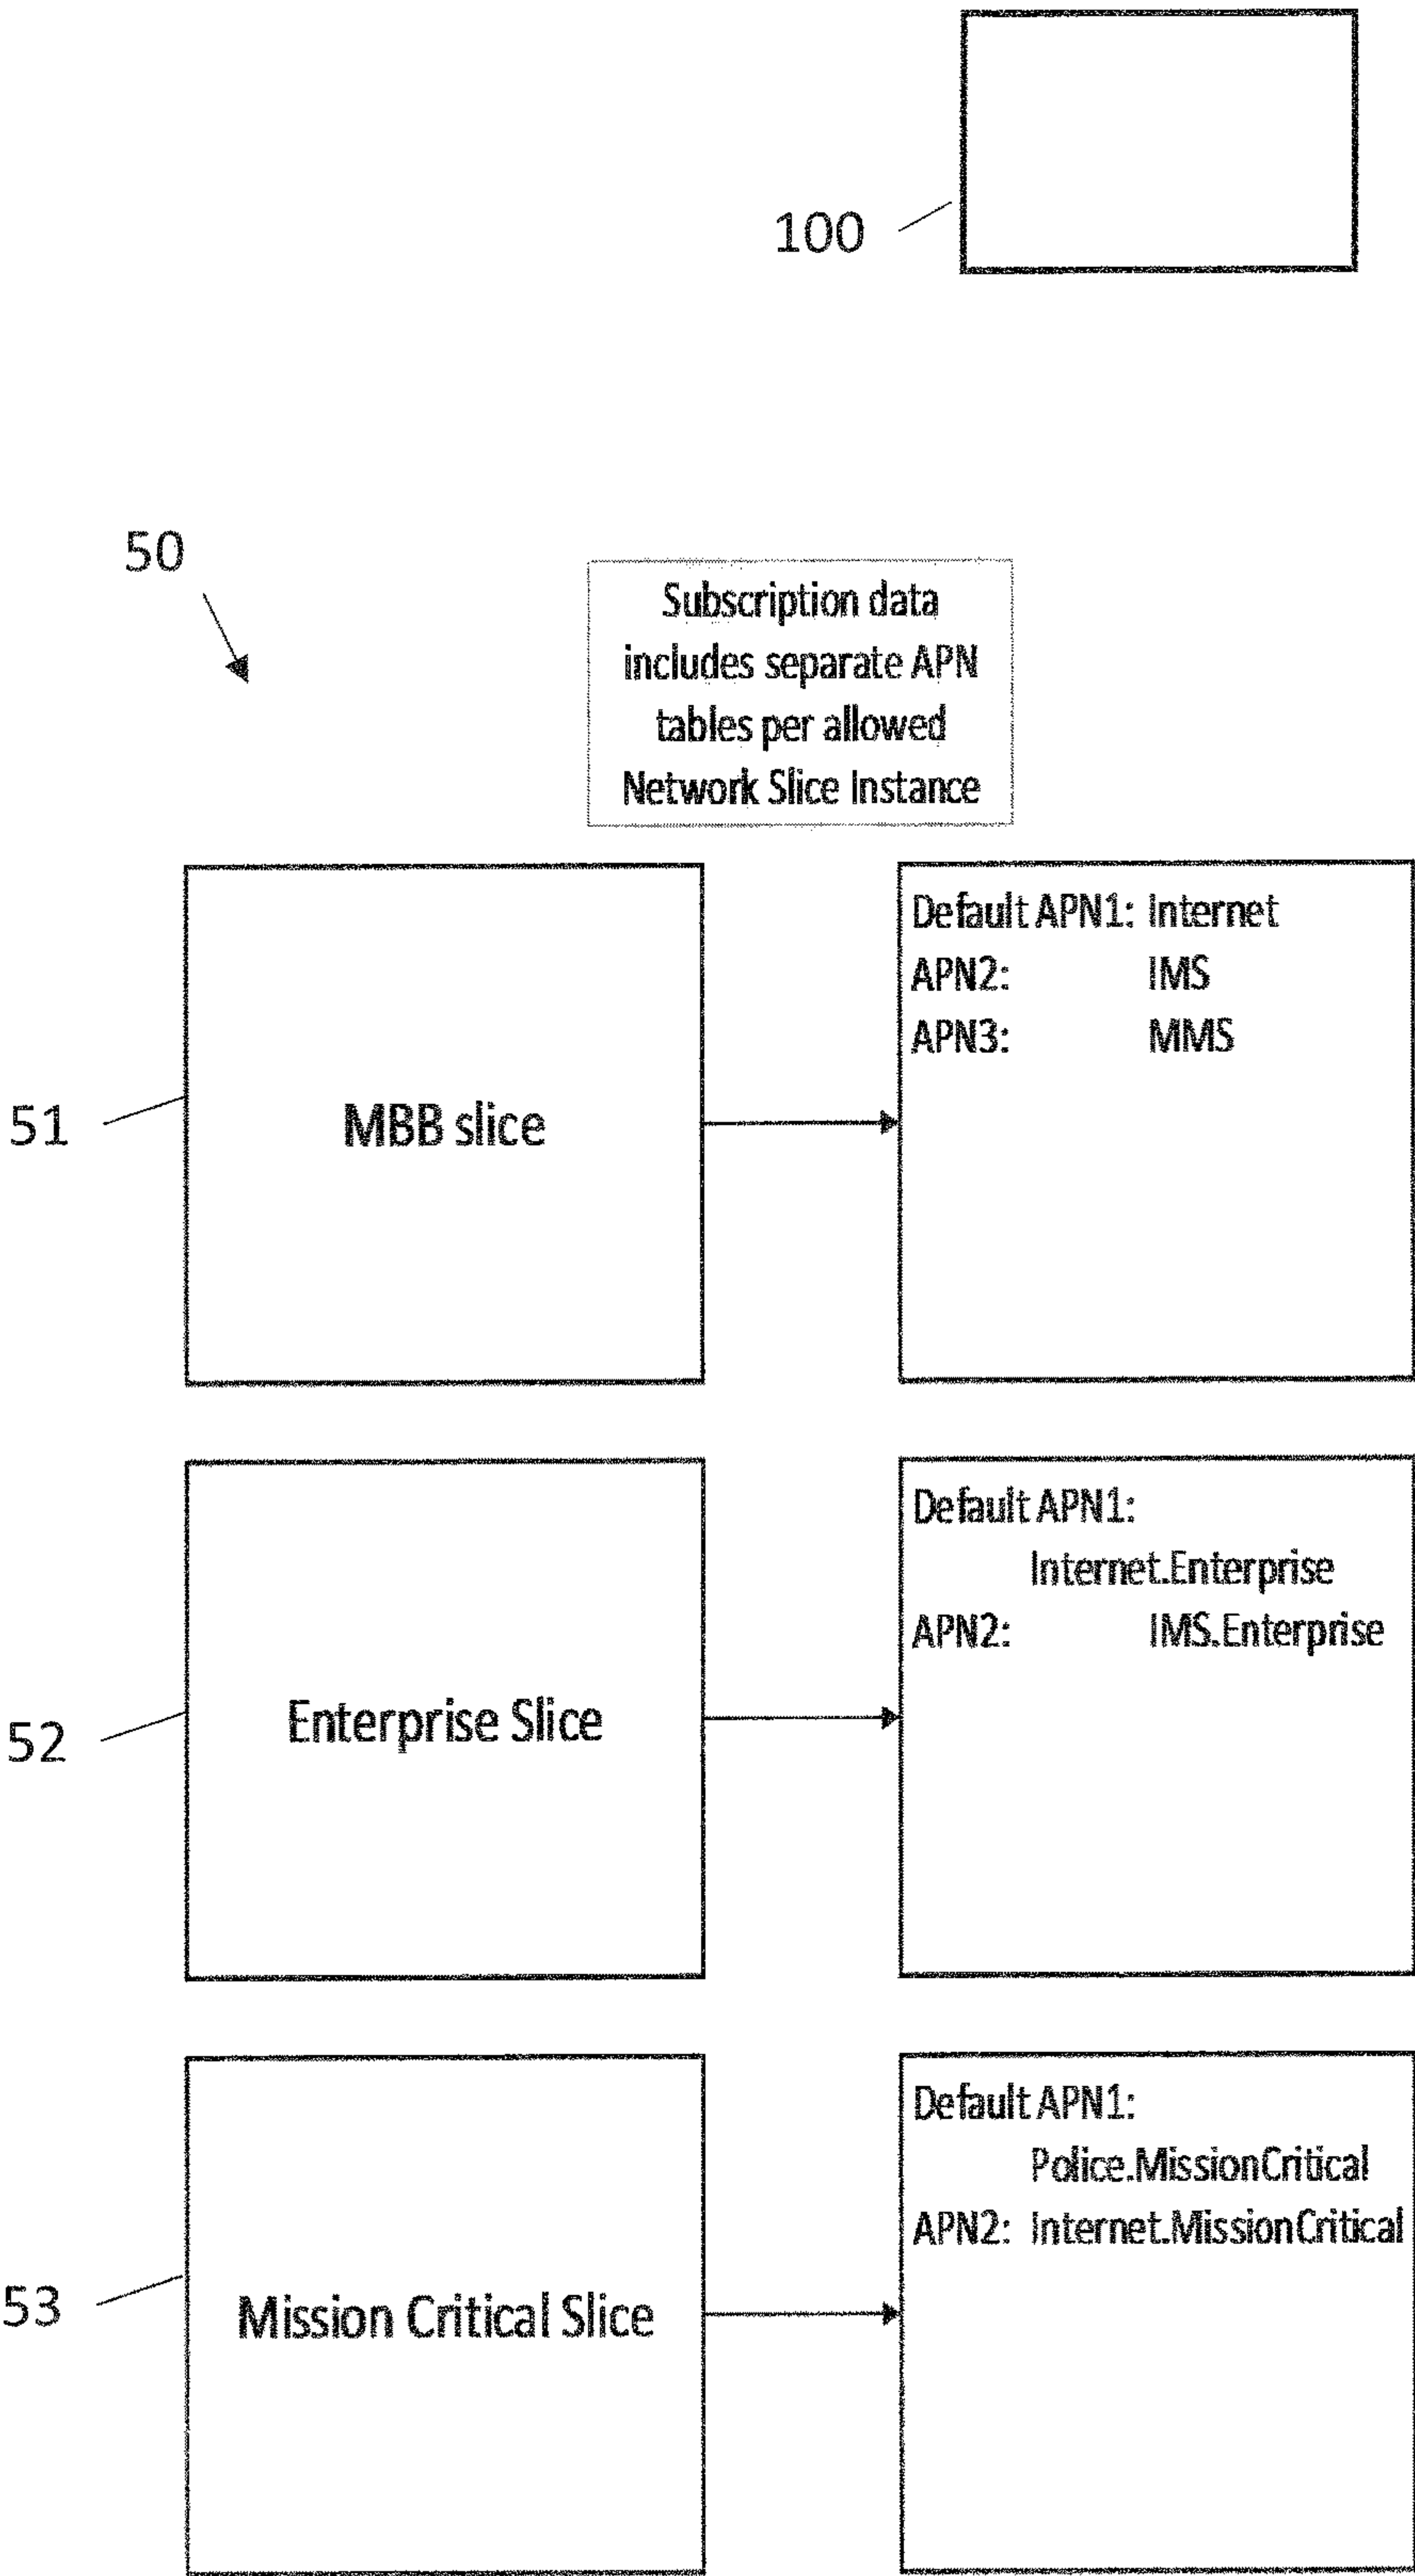 100
50
Subscription data
includes separate APN
tables per allowed
Network Slice Instance
51
MBB slice
Default APN1: Internet
APN2: IMS
APN3: MMS
52
Enterprise Slice
Default APN1:
Internet.Enterprise
APN2: IMS.Enterprise
53
Mission Critical Slice
Default APN1:
Police.MissionCritical
APN2: Internet.MissionCritical